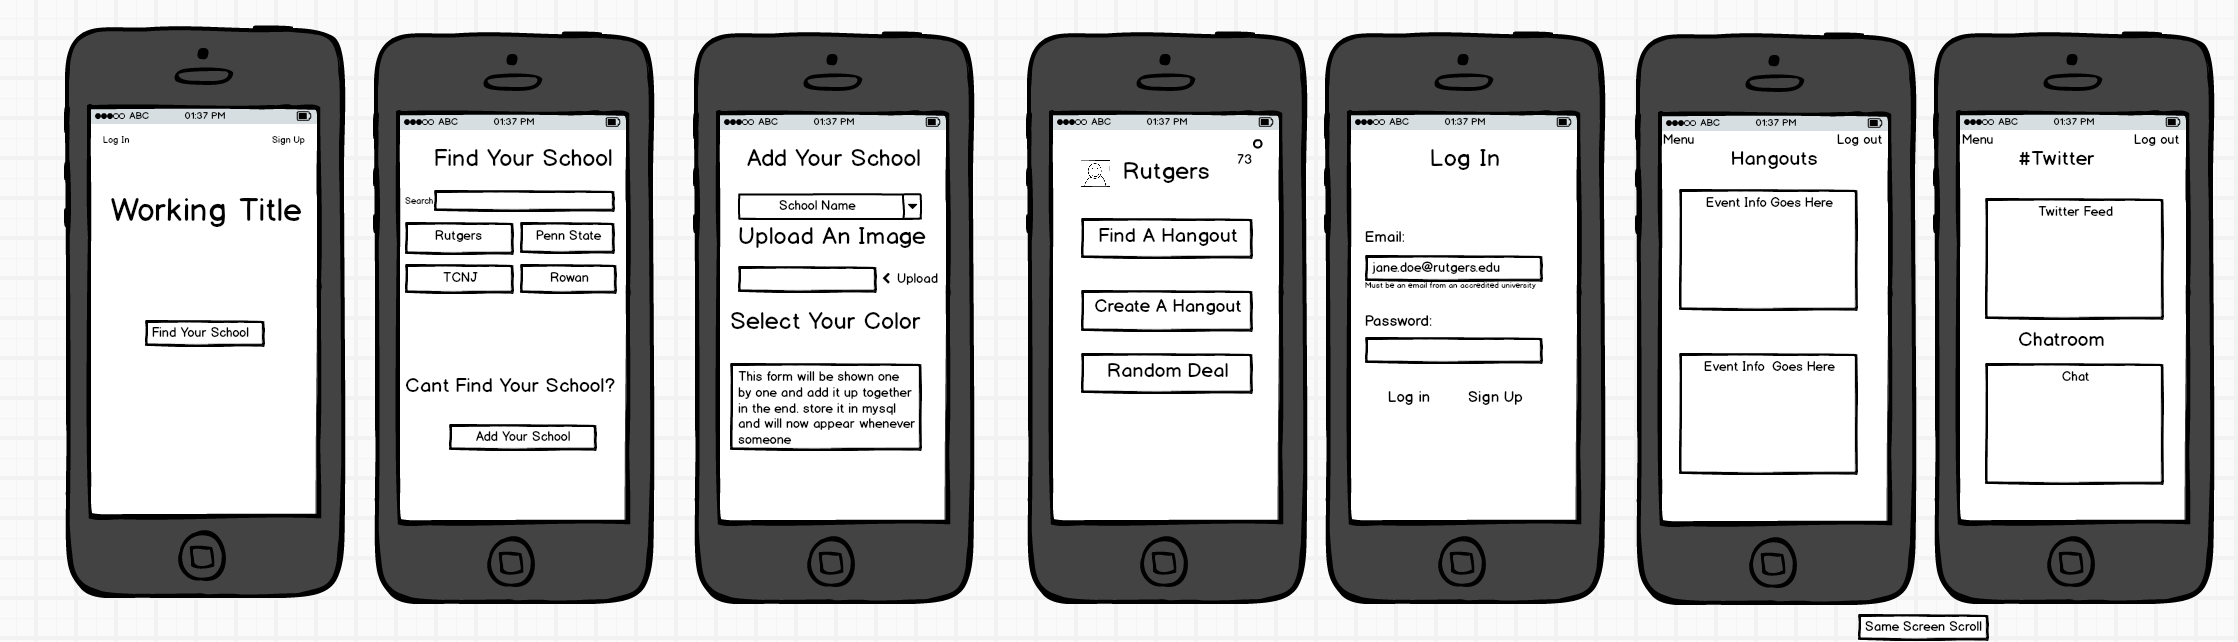 ABC 01:37 PM
Log In Sign Up
Working Title
Find Your School
ABC 01:37 PM
Find Your School
Search
Rutgers Penn State
TCNJ Rowan
Cant Find Your School?
Add Your School
ABC 01:37 PM
Add Your School
School Name
Upload An Image
< Upload
Select Your Color
This form will be shown one
by one and add it up together
in the end. store it in mysql
and will now appear whenever
someone
ABC 01:37 PM
73
Rutgers
Find A Hangout
Create A Hangout
Random Deal
ABC 01:37 PM
Log In
Email:
jane.doe@rutgers.edu
Must be an email from an accredited university
Password:
Log in Sign Up
ABC 01:37 PM
Menu Log out
Hangouts
Event Info Goes Here
Event Info Goes Here
ABC 01:37 PM
Menu Log out
#Twitter
Twitter Feed
Chatroom
Chat
Same Screen Scroll